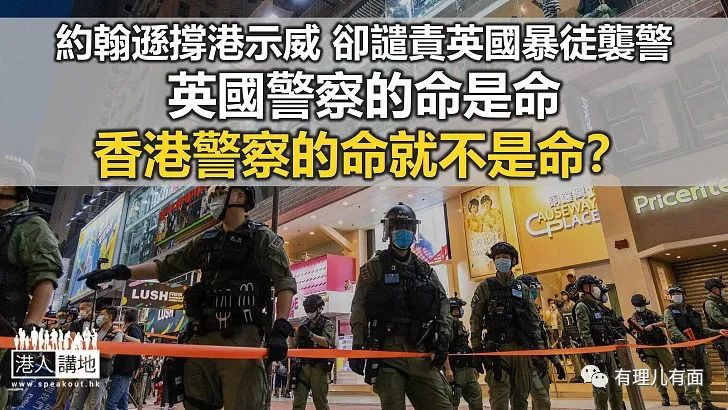 約翰遜撐港示威 卻譴責英國暴徒襲警
英國警察的命是命
香港警察的命就不是命?
CAUSEWAY
PLACE
Pricerite
LUSH
LUSH
港人講地
www.speakout.hk
有理儿有面